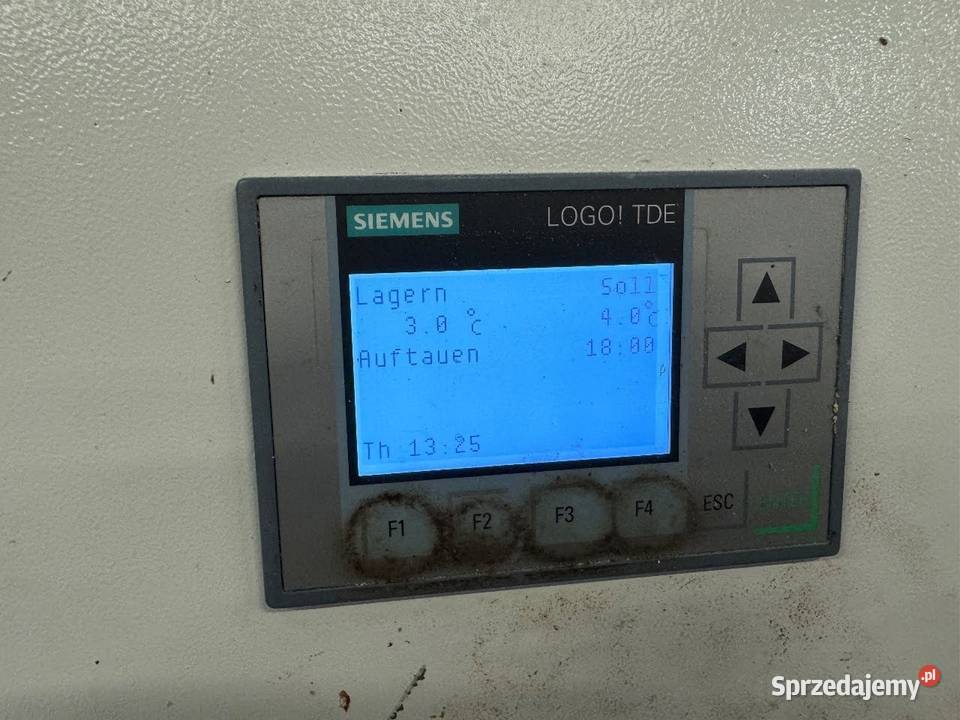 SIEMENS LOGO! TDE
Lagern Soll
3.0 °C 4.0°C
Auftauen 18:00
Th 13:25
F1 F2 F3 F4 ESC
Sprzedajemy.pl